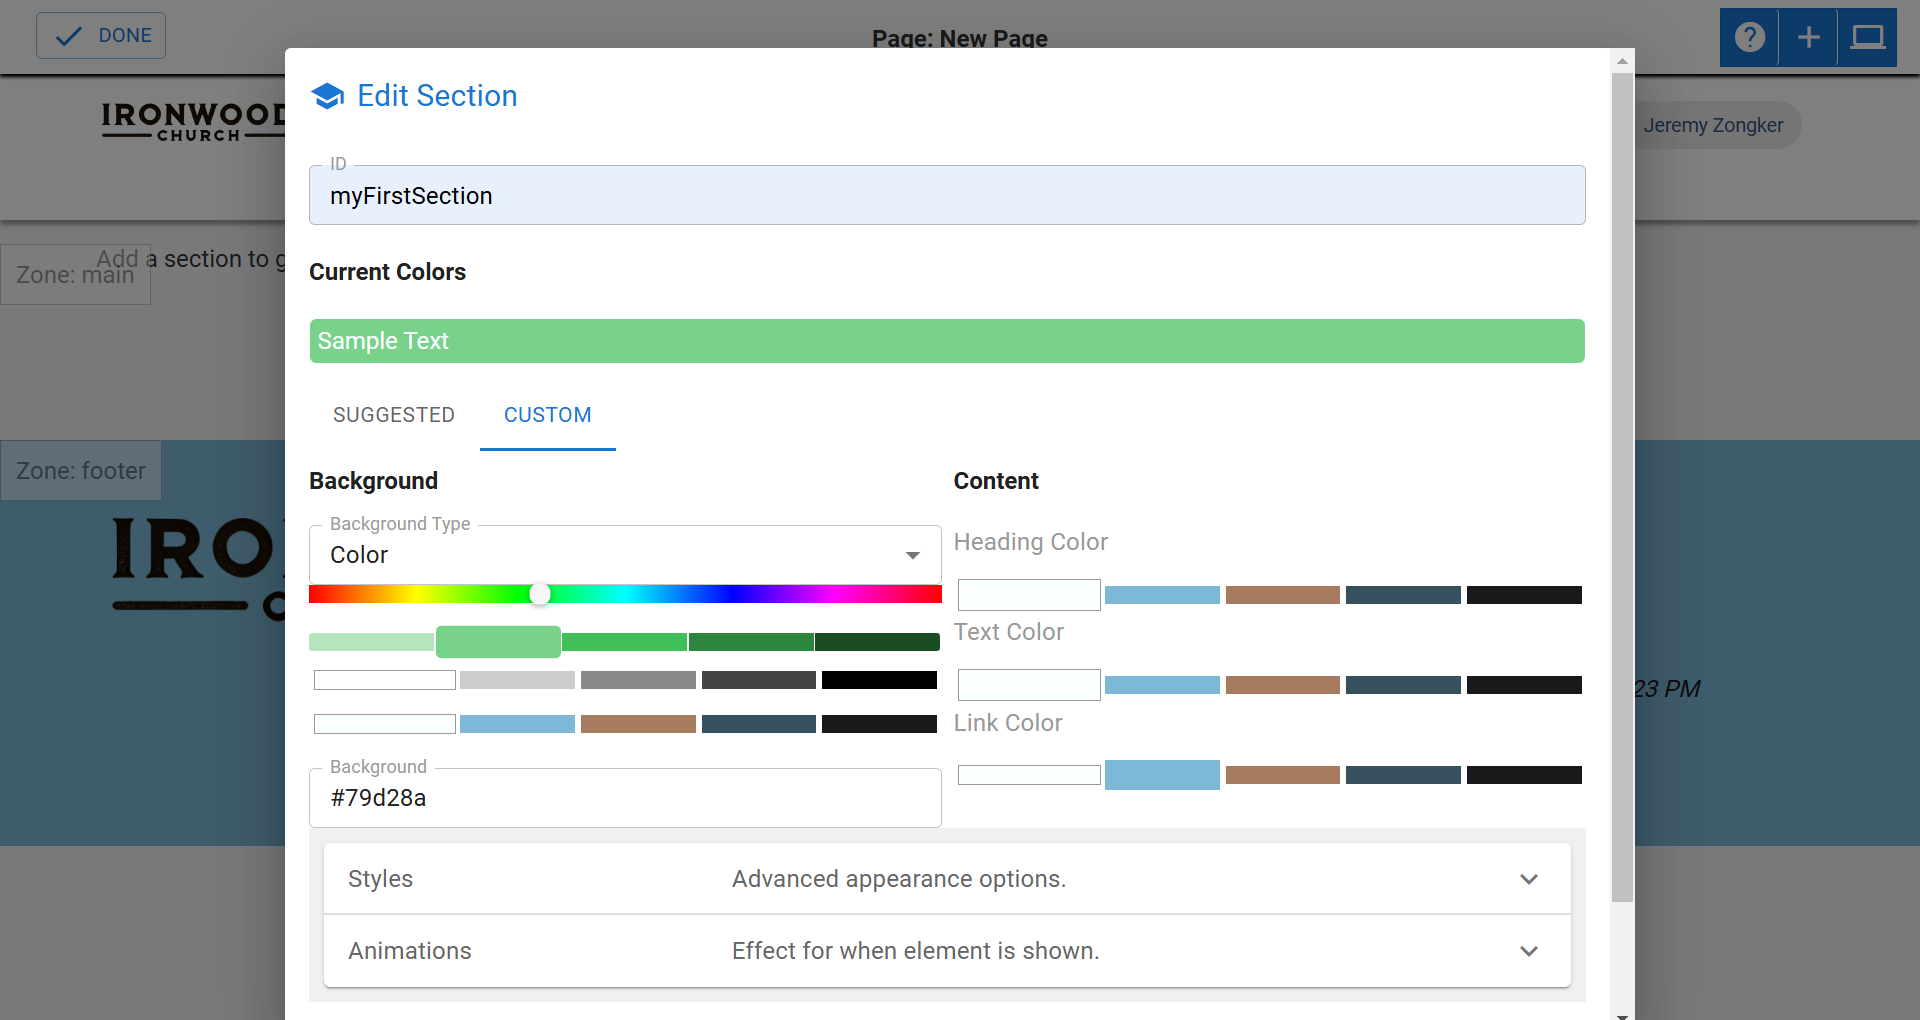 DONE
Page: New Page
IRONWOOD
CHURCH
Jeremy Zongker
Edit Section
ID
myFirstSection
Add a section to g
Zone: main
Current Colors
Sample Text
SUGGESTED
CUSTOM
Zone: footer
IRO
Background
Content
Background Type
Color
Heading Color
Text Color
Link Color
23 PM
Background
#79d28a
Styles
Advanced appearance options.
Animations
Effect for when element is shown.